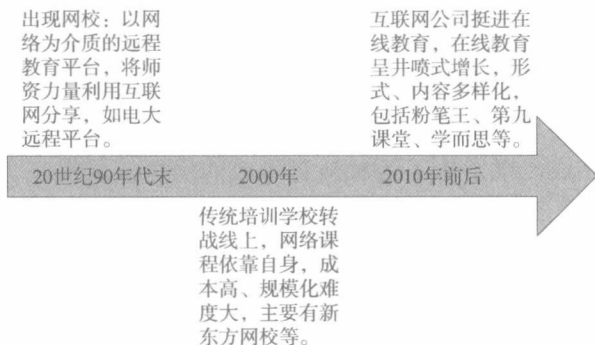 出现网校：以网
络为介质的远程
教育平台，将师
资力量利用互联
网分享，如电大
远程平台。
互联网公司挺进在
线教育，在线教育
呈井喷式增长，形
式、内容多样化，
包括粉笔王、第九
课堂、学而思等。
20世纪90年代末
2000年
2010年前后
传统培训学校转
战线上，网络课
程依靠自身，成
本高、规模化难
度大，主要有新
东方网校等。